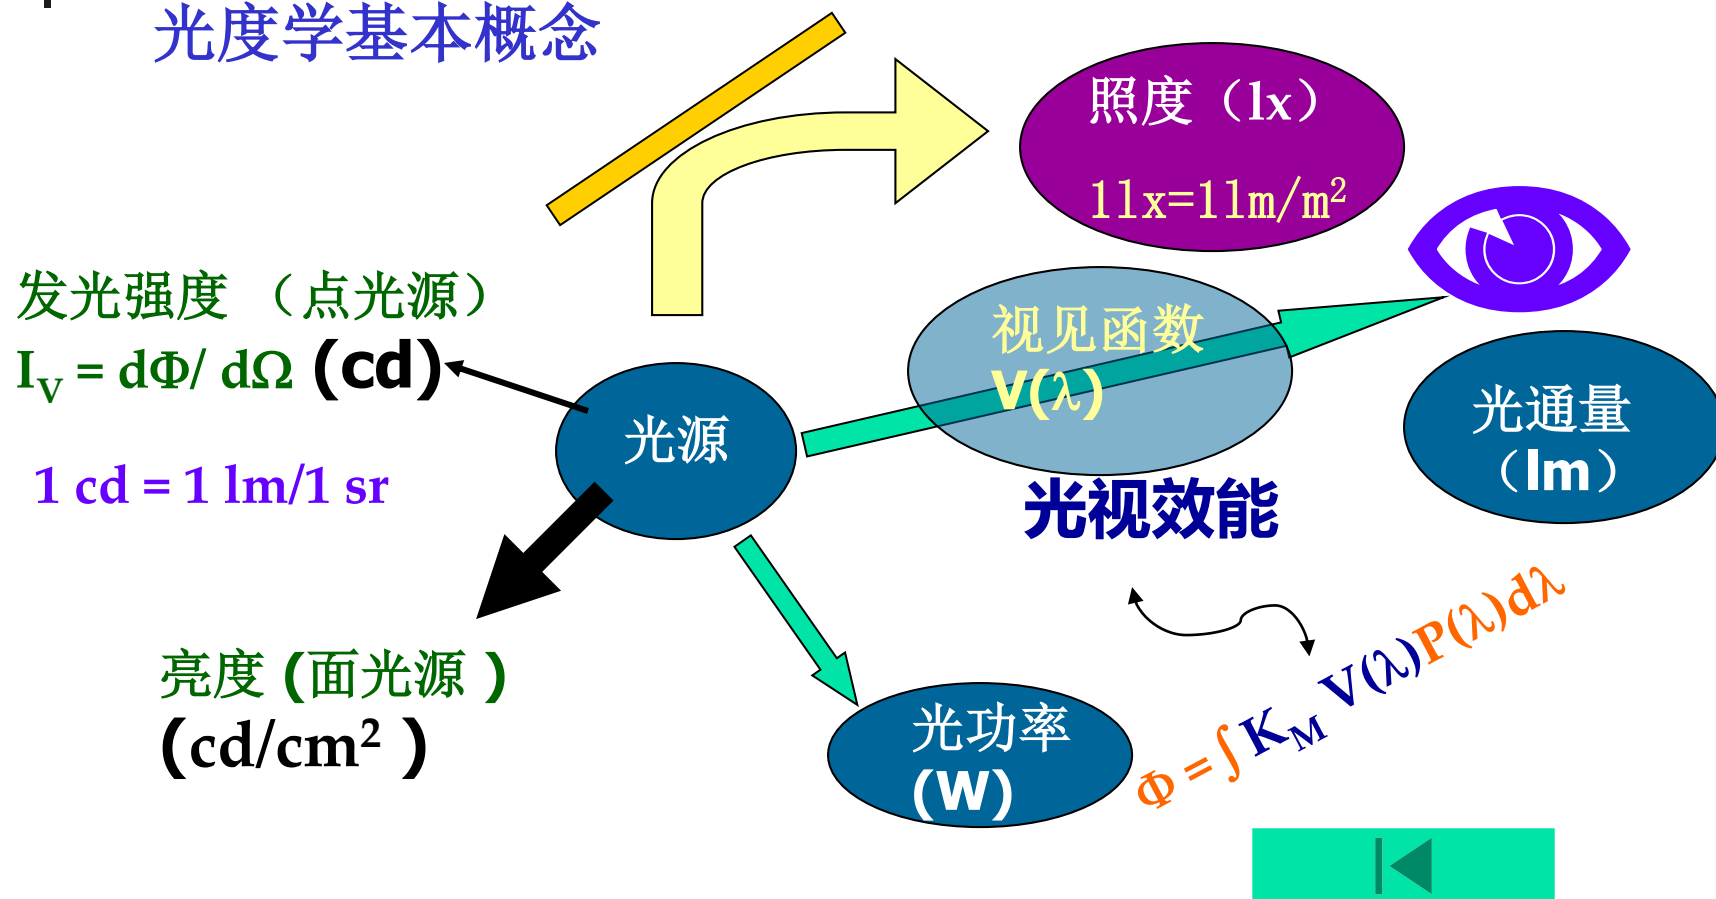 光度学基本概念
照度（lx）
1lx=1lm/m²
发光强度 （点光源）
I_V = dΦ/ dΩ (cd)
1 cd = 1 lm/1 sr
视见函数
V(λ)
光源
光通量
（lm）
光视效能
亮度 (面光源 )
(cd/cm² )
光功率
(W)
Φ = ∫ K_M V(λ)P(λ)dλ